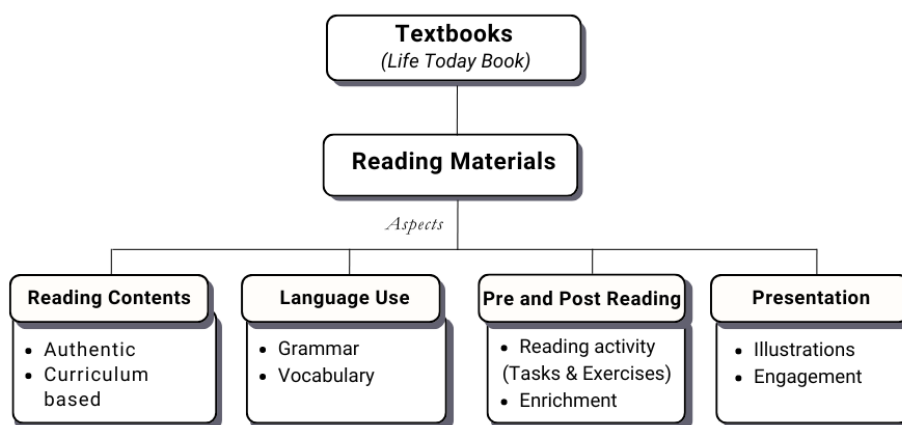 Textbooks
(Life Today Book)
Reading Materials
Aspects
Reading Contents
• Authentic
• Curriculum
based
Language Use
• Grammar
• Vocabulary
Pre and Post Reading
• Reading activity
(Tasks & Exercises)
• Enrichment
Presentation
• Illustrations
• Engagement